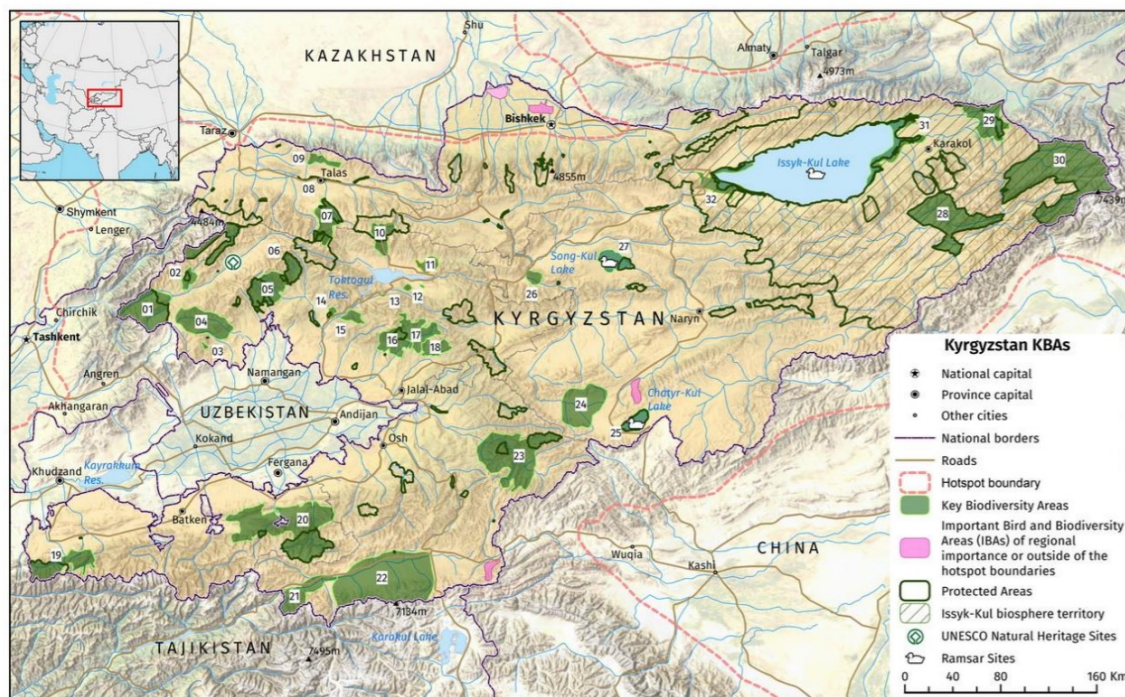 KAZAKHSTAN
Shu
Almaty
Talgar
4973m
Bishkek
Taraz
09
Talas
08
4855m
Issyk-Kul Lake
31
29
Karakol
30
7439m
32
28
Shymkent
Lenger
4484m
07
10
06
02
05
Toktogul
Res.
11
Song-Kul
Lake
27
26
01
04
03
14
13
12
15
16
17
18
KYRGYZSTAN
Naryn
Chirchik
Tashkent
Angren
Akhangaran
Namangan
UZBEKISTAN
Andijan
Kokand
Fergana
Khudzand
Kayrakkum
Res.
Jalal-Abad
Osh
24
Chatyr-Kul
Lake
25
23
Batken
20
19
22
21
7134m
Karakul Lake
TAJIKISTAN
7495m
Wuqia
CHINA
Kashi
Kyrgyzstan KBAs
National capital
Province capital
Other cities
National borders
Roads
Hotspot boundary
Key Biodiversity Areas
Important Bird and Biodiversity
Areas (IBAs) of regional
importance or outside of the
hotspot boundaries
Protected Areas
Issyk-Kul biosphere territory
UNESCO Natural Heritage Sites
Ramsar Sites
0 40 80 160 Km